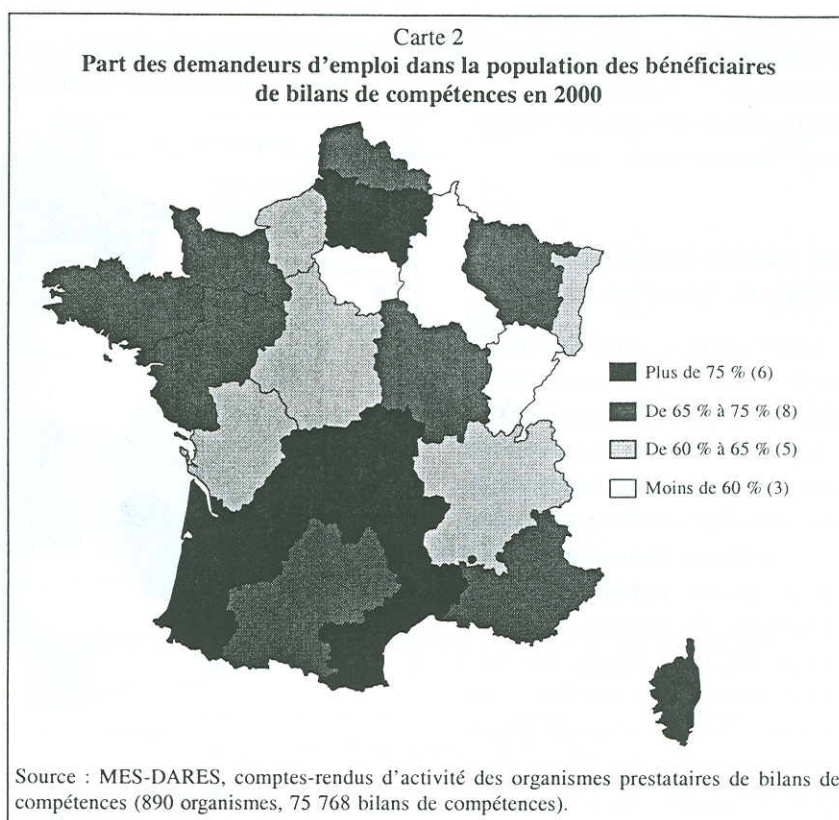 Carte 2
Part des demandeurs d'emploi dans la population des bénéficiaires
de bilans de compétences en 2000
Plus de 75 % (6)
De 65 % à 75 % (8)
De 60 % à 65 % (5)
Moins de 60 % (3)
Source : MES-DARES, comptes-rendus d'activité des organismes prestataires de bilans de
compétences (890 organismes, 75 768 bilans de compétences).